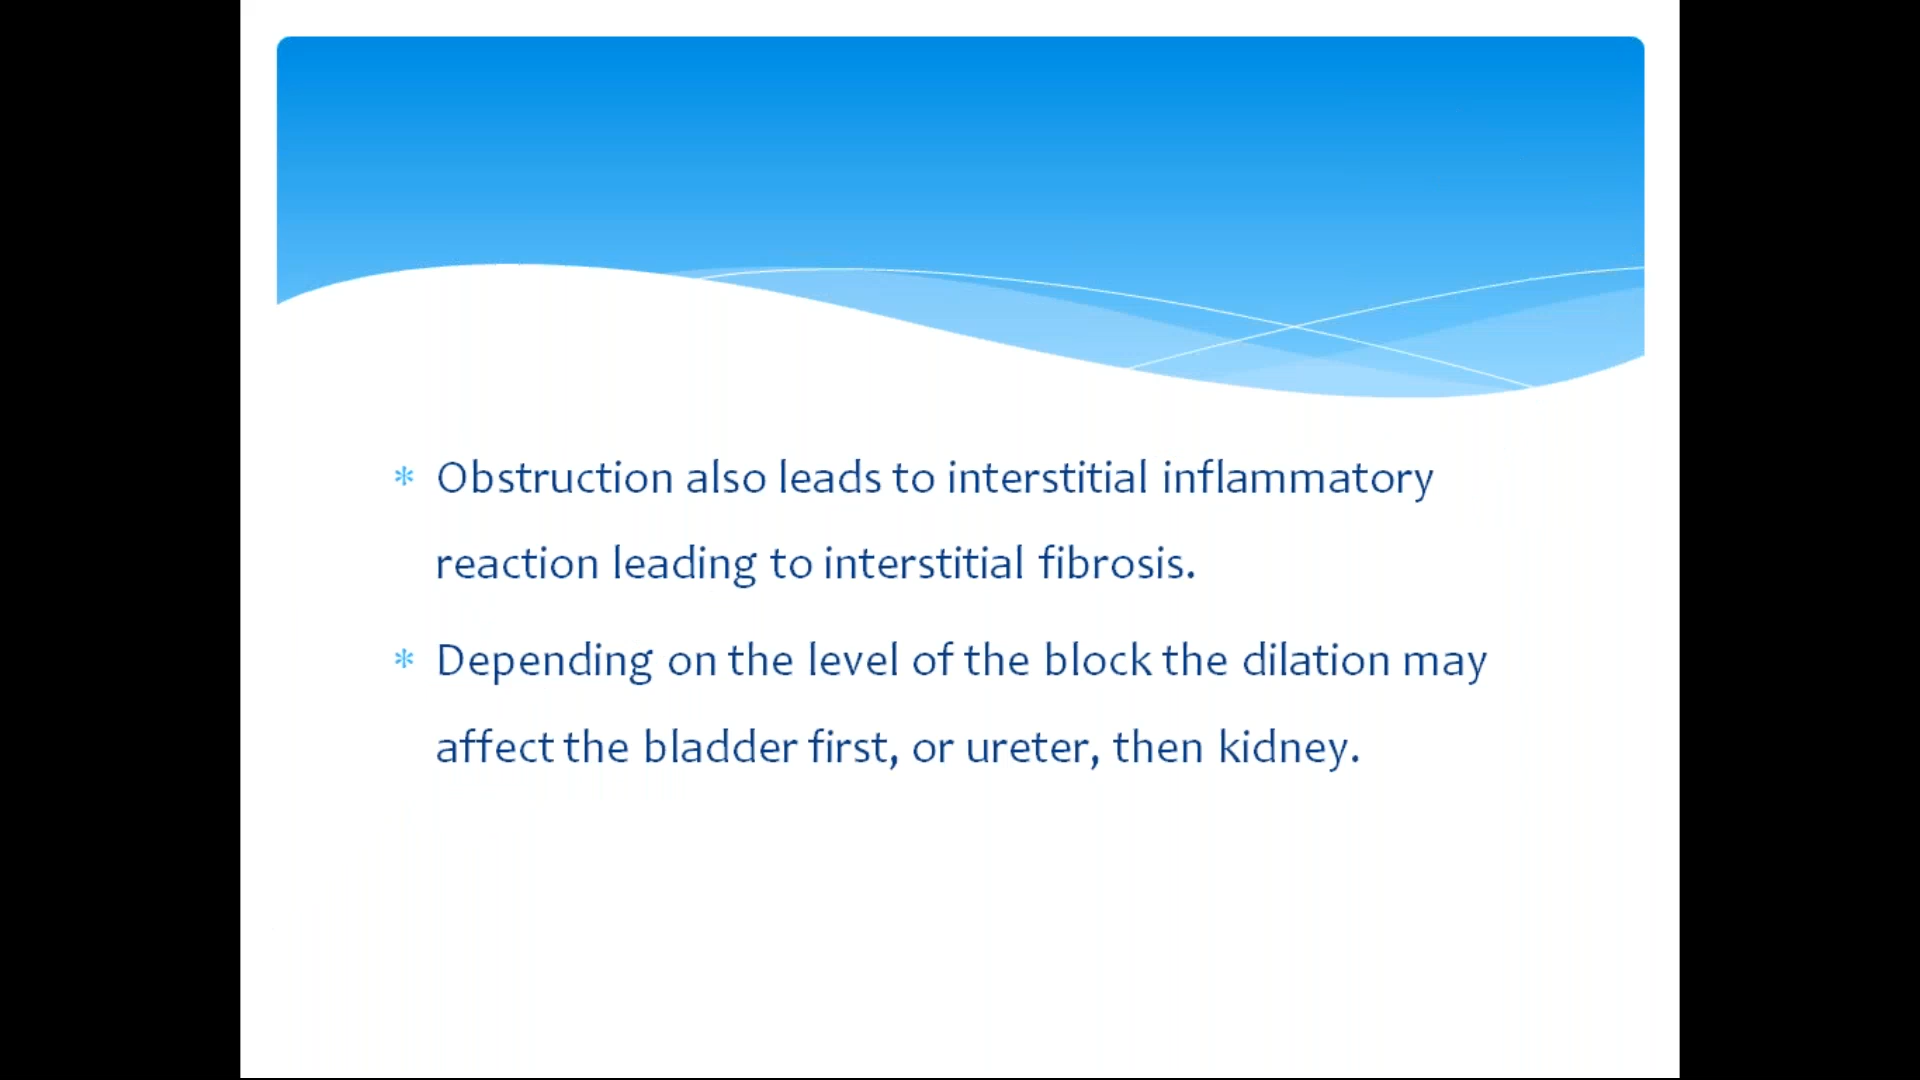 * Obstruction also leads to interstitial inflammatory
reaction leading to interstitial fibrosis.
* Depending on the level of the block the dilation may
affect the bladder first, or ureter, then kidney.